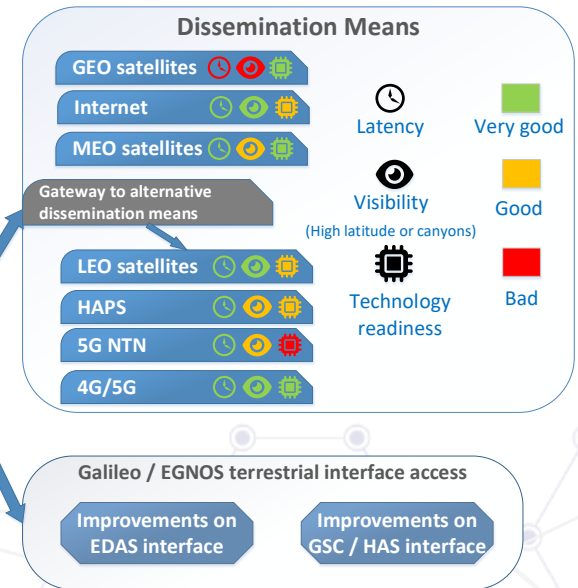 Dissemination Means
GEO satellites
Internet
MEO satellites
Gateway to alternative
dissemination means
LEO satellites
HAPS
5G NTN
4G/5G
Latency
Very good
Visibility
(High latitude or canyons)
Good
Technology
readiness
Bad
Galileo / EGNOS terrestrial interface access
Improvements on
EDAS interface
Improvements on
GSC / HAS interface